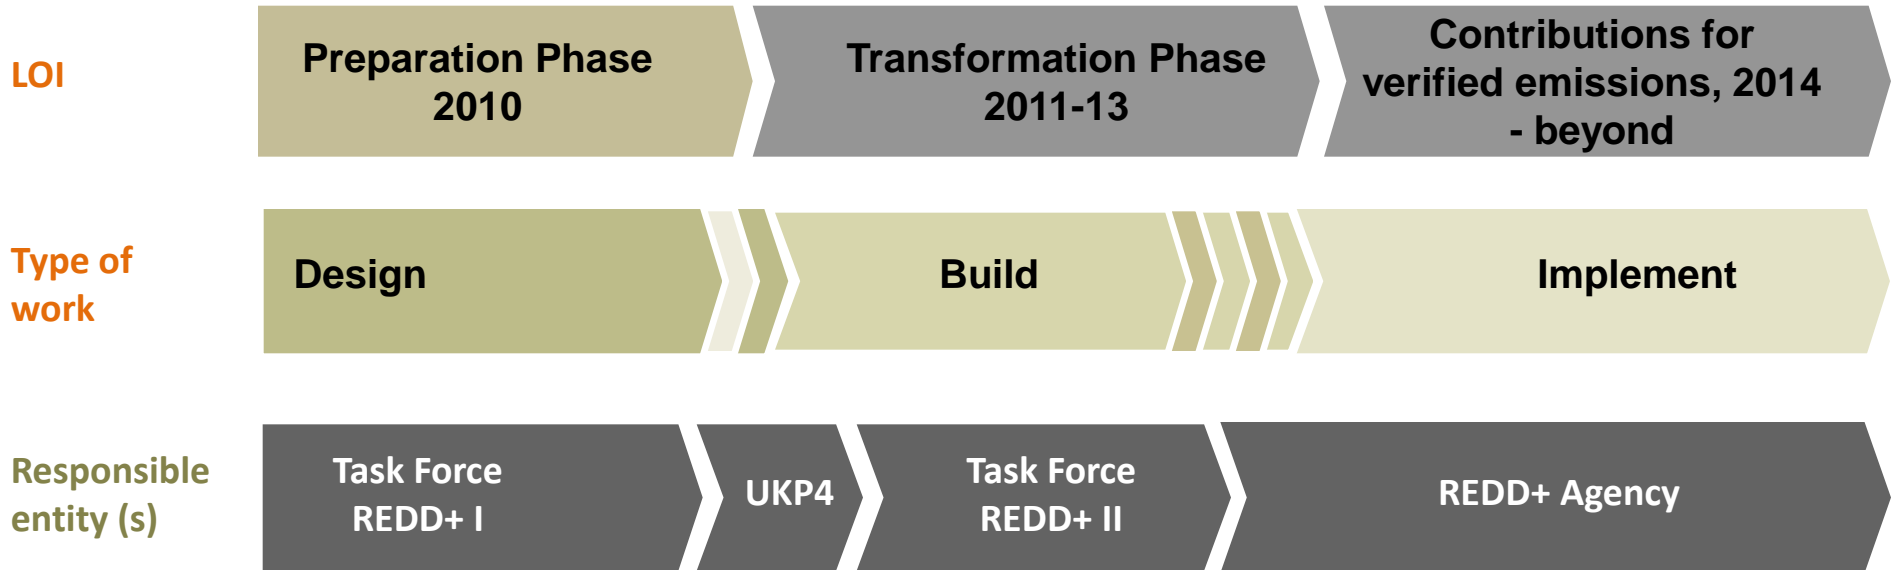 LOI
Preparation Phase
2010
Transformation Phase
2011-13
Contributions for
verified emissions, 2014
- beyond
Type of
work
Design
Build
Implement
Responsible
entity (s)
Task Force
REDD+ I
UKP4
Task Force
REDD+ II
REDD+ Agency